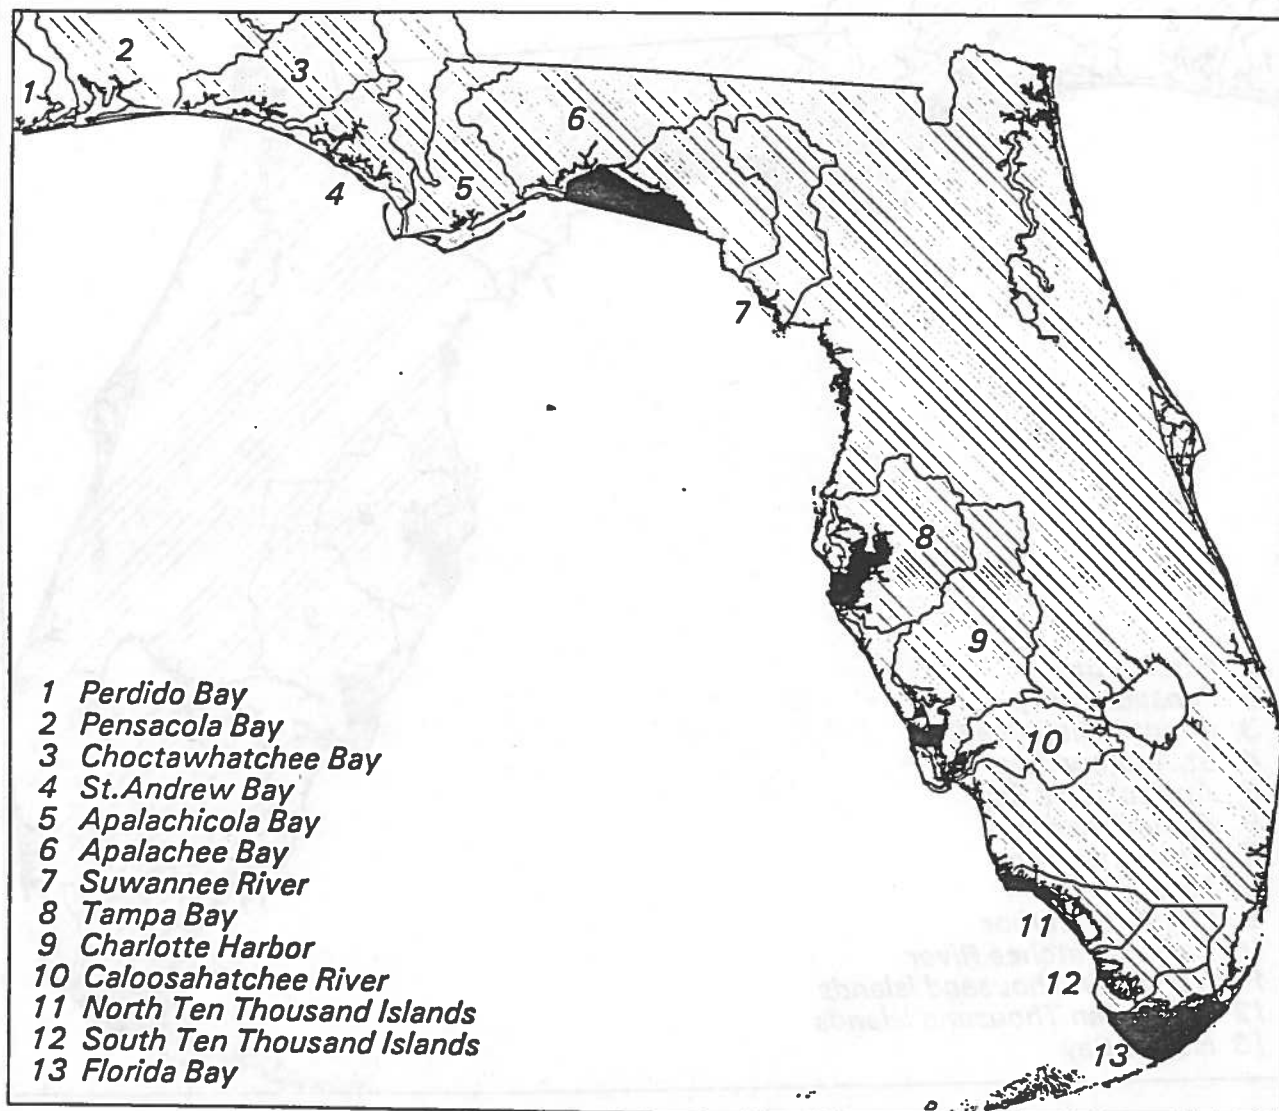 2
3
1
6
4
5
7
8
9
10
11
12
13
1 Perdido Bay
2 Pensacola Bay
3 Choctawhatchee Bay
4 St.Andrew Bay
5 Apalachicola Bay
6 Apalachee Bay
7 Suwannee River
8 Tampa Bay
9 Charlotte Harbor
10 Caloosahatchee River
11 North Ten Thousand Islands
12 South Ten Thousand Islands
13 Florida Bay